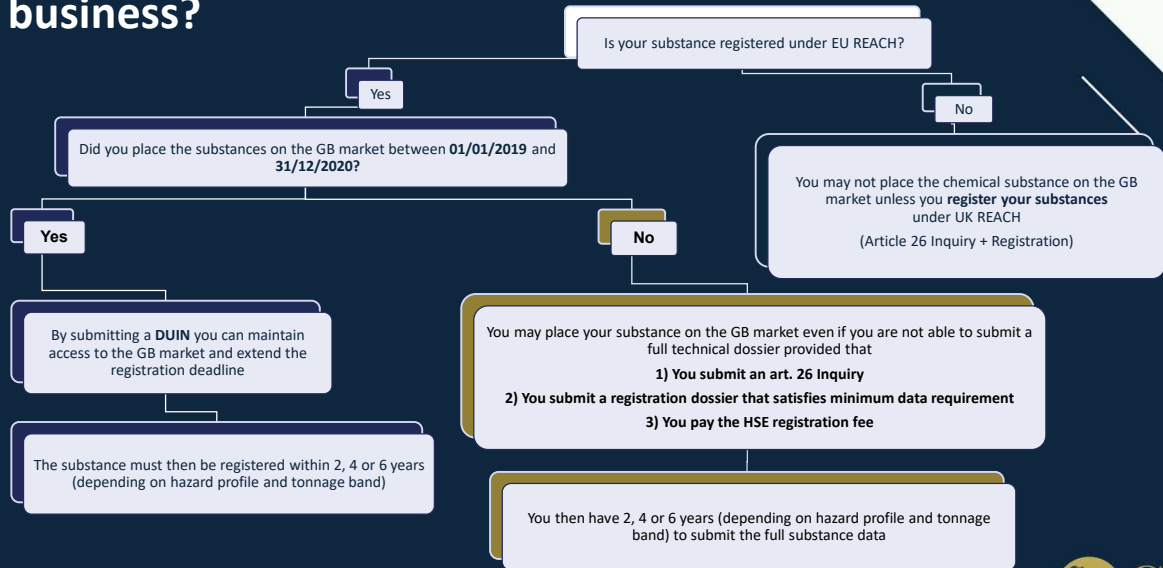 business?
Is your substance registered under EU REACH?
Yes
No
Did you place the substances on the GB market between 01/01/2019 and
31/12/2020?
You may not place the chemical substance on the GB
market unless you register your substances
under UK REACH
(Article 26 Inquiry + Registration)
Yes
No
By submitting a DUIN you can maintain
access to the GB market and extend the
registration deadline
You may place your substance on the GB market even if you are not able to submit a
full technical dossier provided that
1) You submit an art. 26 Inquiry
2) You submit a registration dossier that satisfies minimum data requirement
3) You pay the HSE registration fee
The substance must then be registered within 2, 4 or 6 years
(depending on hazard profile and tonnage band)
You then have 2, 4 or 6 years (depending on hazard profile and tonnage
band) to submit the full substance data